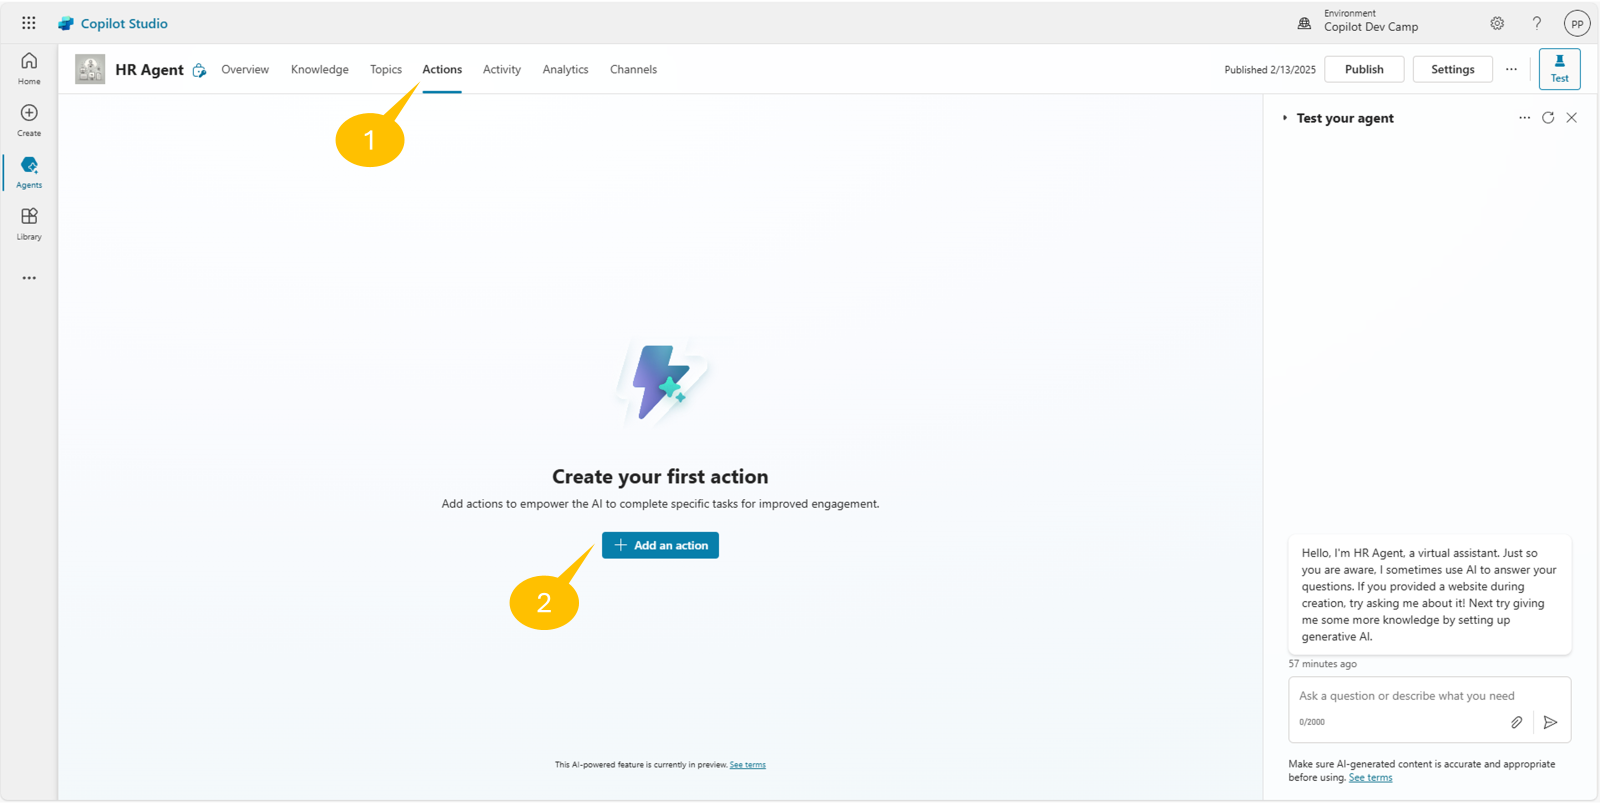 Copilot Studio
Environment
Copilot Dev Camp
PP
Home
Create
Agents
Library
HR Agent
Overview
Knowledge
Topics
Actions
Activity
Analytics
Channels
Published 2/13/2025
Publish
Settings
Test
1
Create your first action
Add actions to empower the AI to complete specific tasks for improved engagement.
Add an action
2
This AI-powered feature is currently in preview. See terms
Test your agent
Hello, I'm HR Agent, a virtual assistant. Just so
you are aware, I sometimes use AI to answer your
questions. If you provided a website during
creation, try asking me about it! Next try giving
me some more knowledge by setting up
generative AI.
57 minutes ago
Ask a question or describe what you need
0/2000
Make sure AI-generated content is accurate and appropriate
before using. See terms